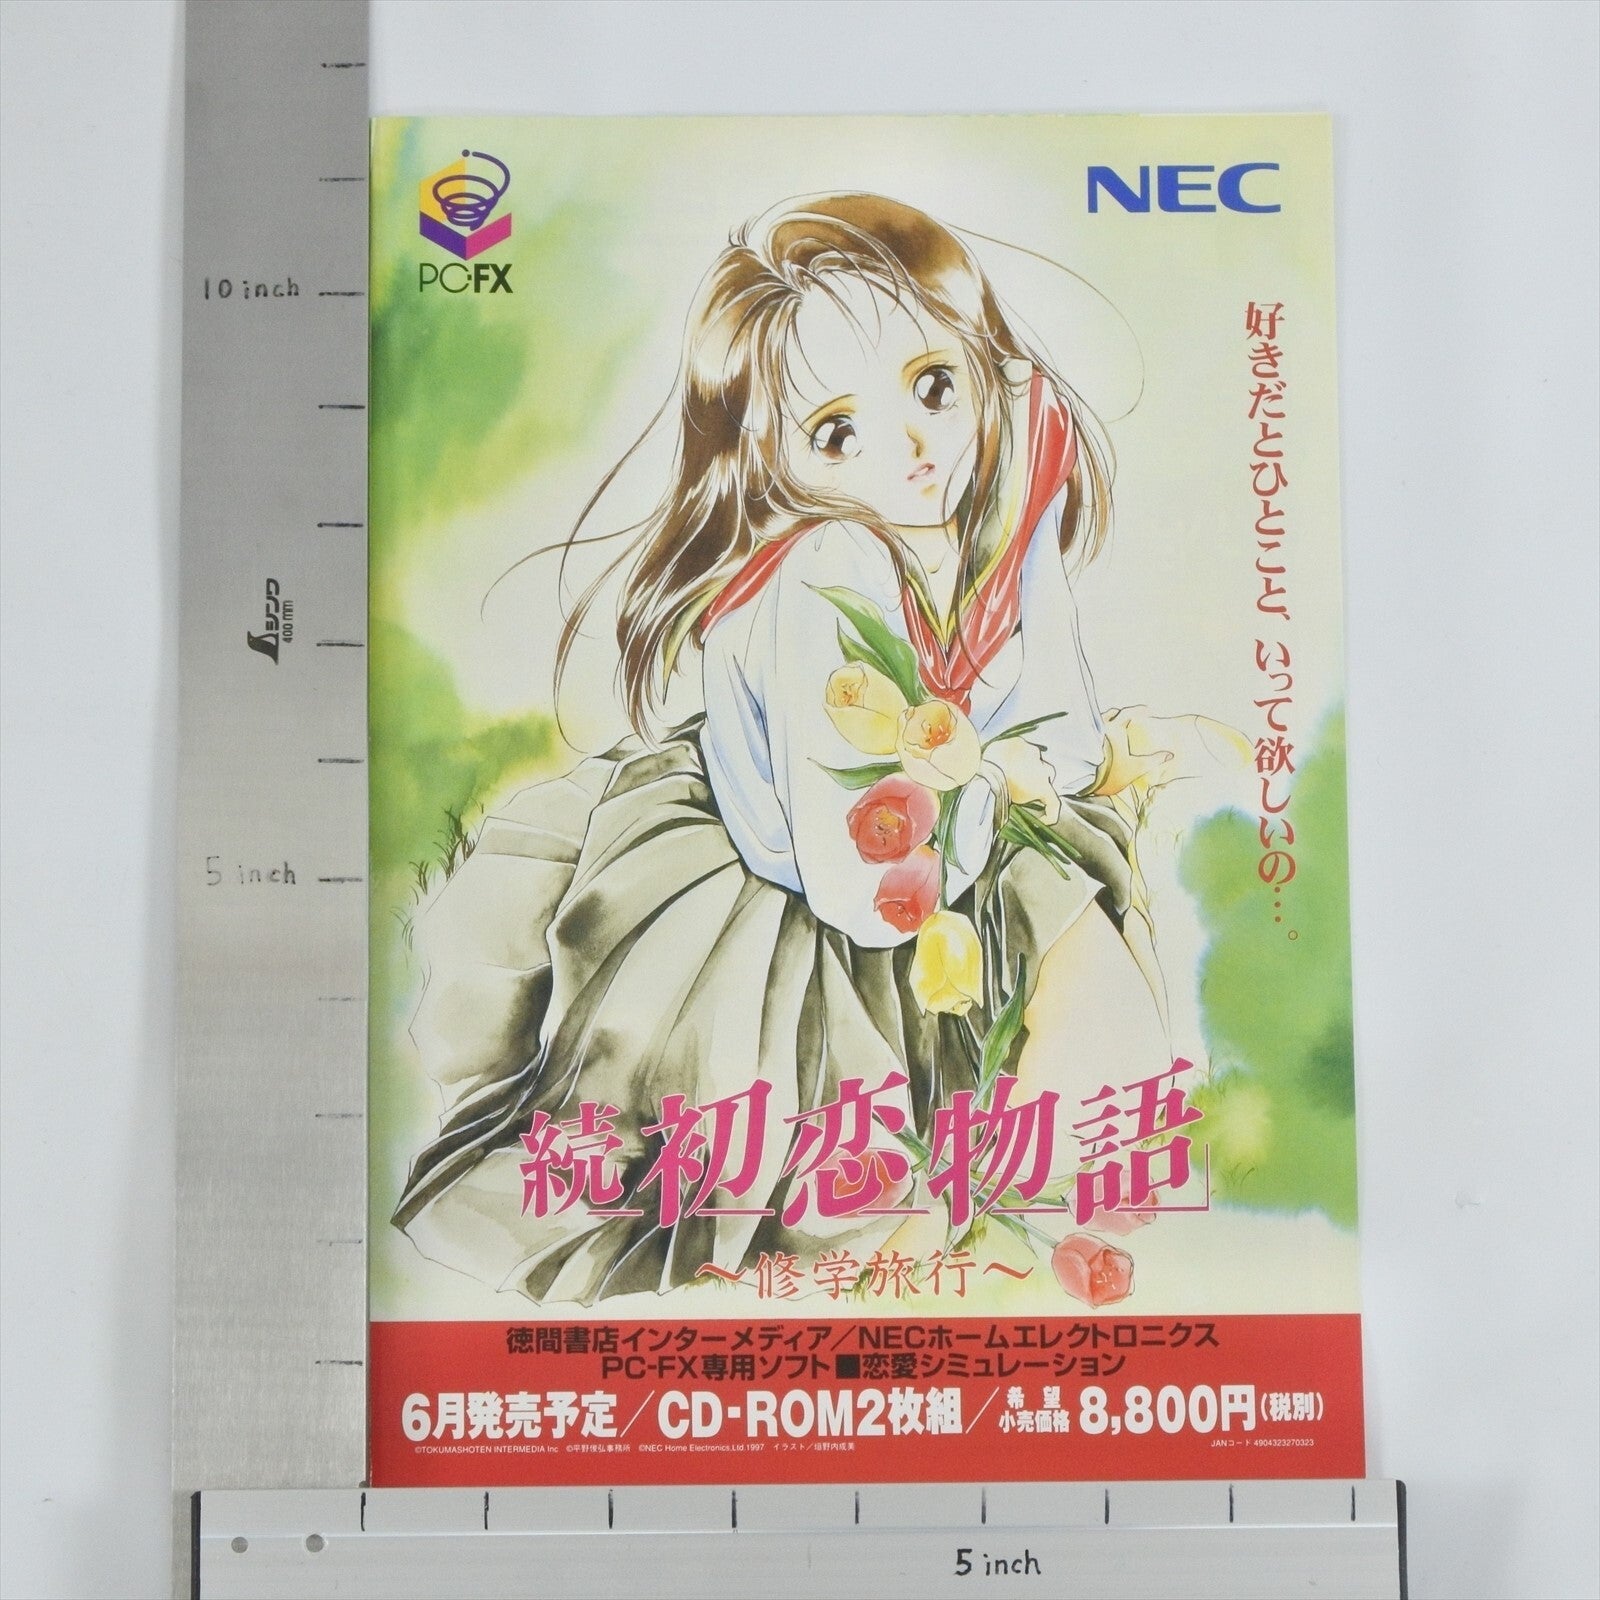 PC-FX
NEC
好きだとひとこと、いって欲しいの…。
10 inch
シンワ
400 mm
5 inch
続 初恋物語
～修学旅行～
徳間書店インターメディア／NECホームエレクトロニクス
PC-FX専用ソフト■恋愛シミュレーション
6月発売予定／CD-ROM2枚組／希望小売価格 8,800円(税別)
©TOKUMASHOTEN INTERMEDIA Inc ©平野俊弘事務所 ©NEC Home Electronics,Ltd.1997 イラスト／垣野内成美
JANコード 4904323270323
5 inch